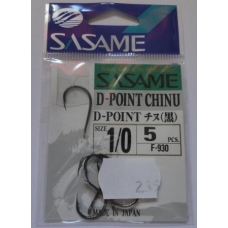 SASAME
SASAME
D-POINT CHINU
D-POINT チヌ(黒)
SIZE 1/0 5 PCS.
F-930
MADE IN JAPAN